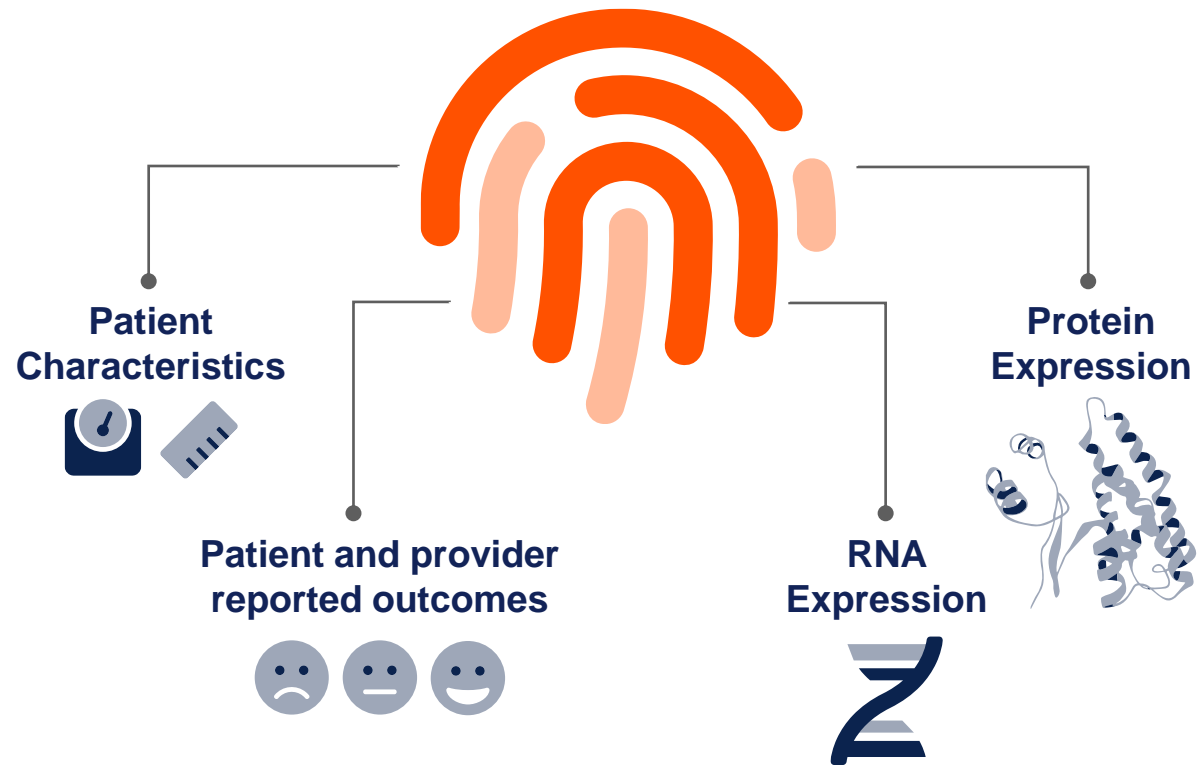 Patient
Characteristics
Patient and provider
reported outcomes
RNA
Expression
Protein
Expression